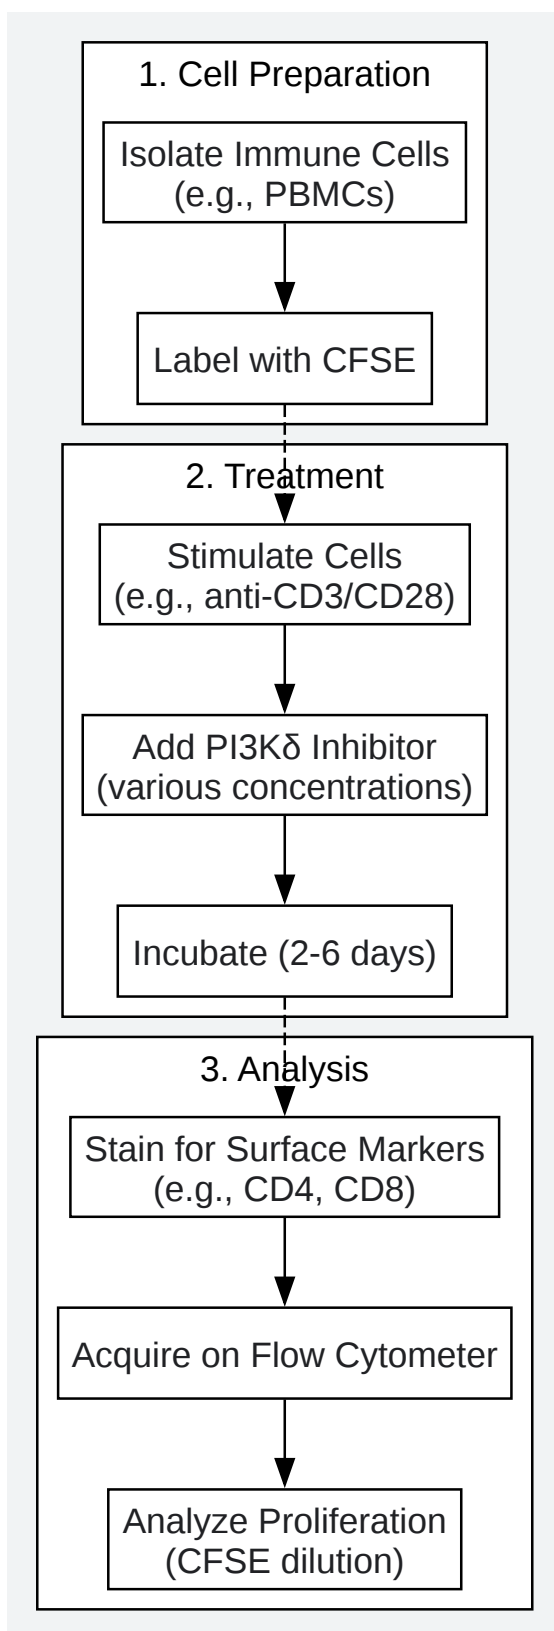 1. Cell Preparation
Isolate Immune Cells
(e.g., PBMCs)
Label with CFSE
2. Treatment
Stimulate Cells
(e.g., anti-CD3/CD28)
Add PI3Kδ Inhibitor
(various concentrations)
Incubate (2-6 days)
3. Analysis
Stain for Surface Markers
(e.g., CD4, CD8)
Acquire on Flow Cytometer
Analyze Proliferation
(CFSE dilution)